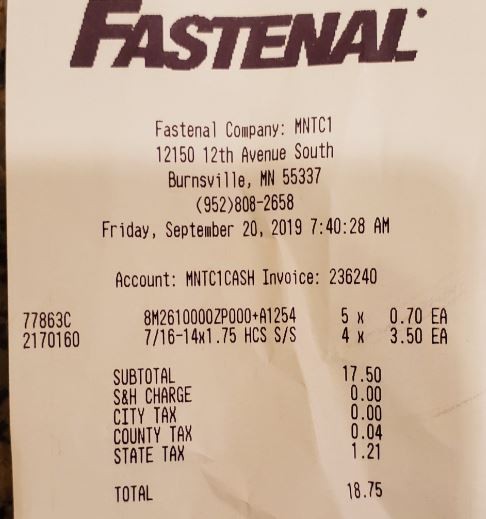 FASTENAL
Fastenal Company: MNTC1
12150 12th Avenue South
Burnsville, MN 55337
(952)808-2658
Friday, September 20, 2019 7:40:28 AM
Account: MNTC1CASH Invoice: 236240
77863C 8M2610000ZP000+A1254 5 x 0.70 EA
2170160 7/16-14x1.75 HCS S/S 4 x 3.50 EA
SUBTOTAL 17.50
S&H CHARGE 0.00
CITY TAX 0.00
COUNTY TAX 0.04
STATE TAX 1.21
TOTAL 18.75